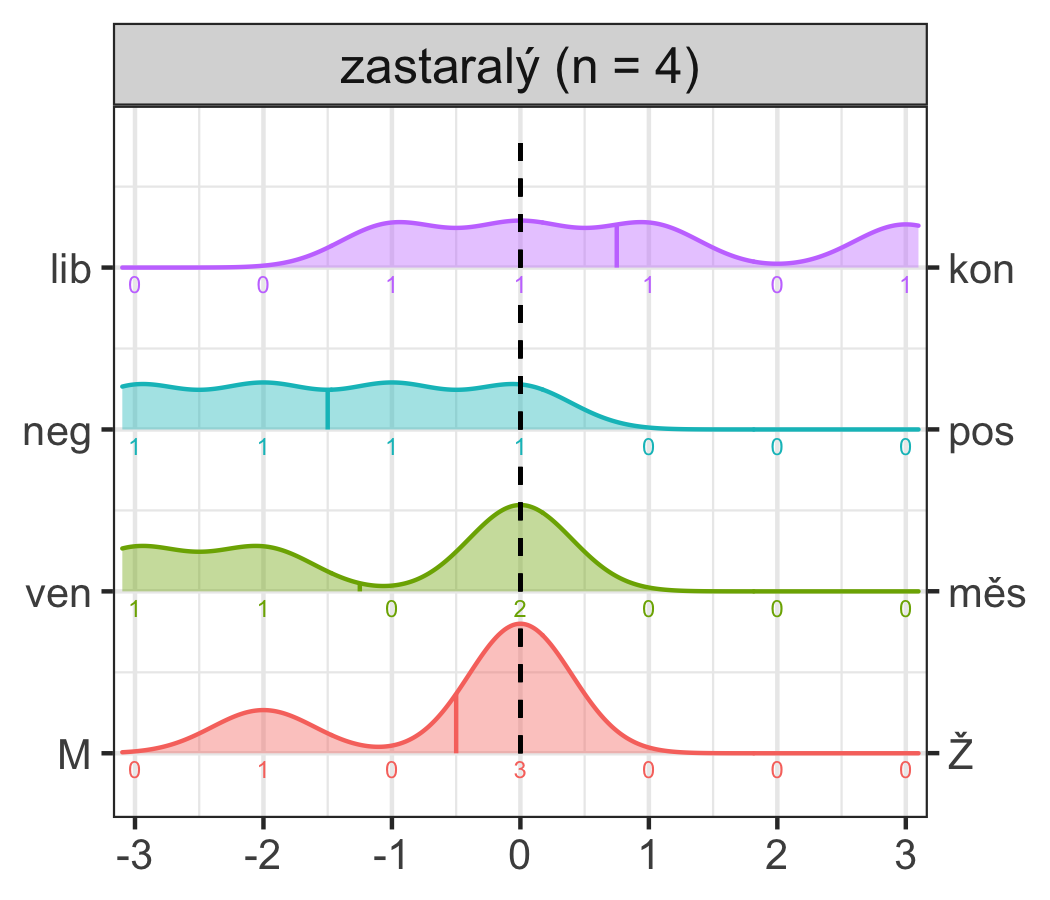 zastaralý (n = 4)
lib kon
0 0 1 1 1 0 1
neg pos
1 1 1 1 0 0 0
ven měs
1 1 0 2 0 0 0
M Ž
0 1 0 3 0 0 0
-3 -2 -1 0 1 2 3